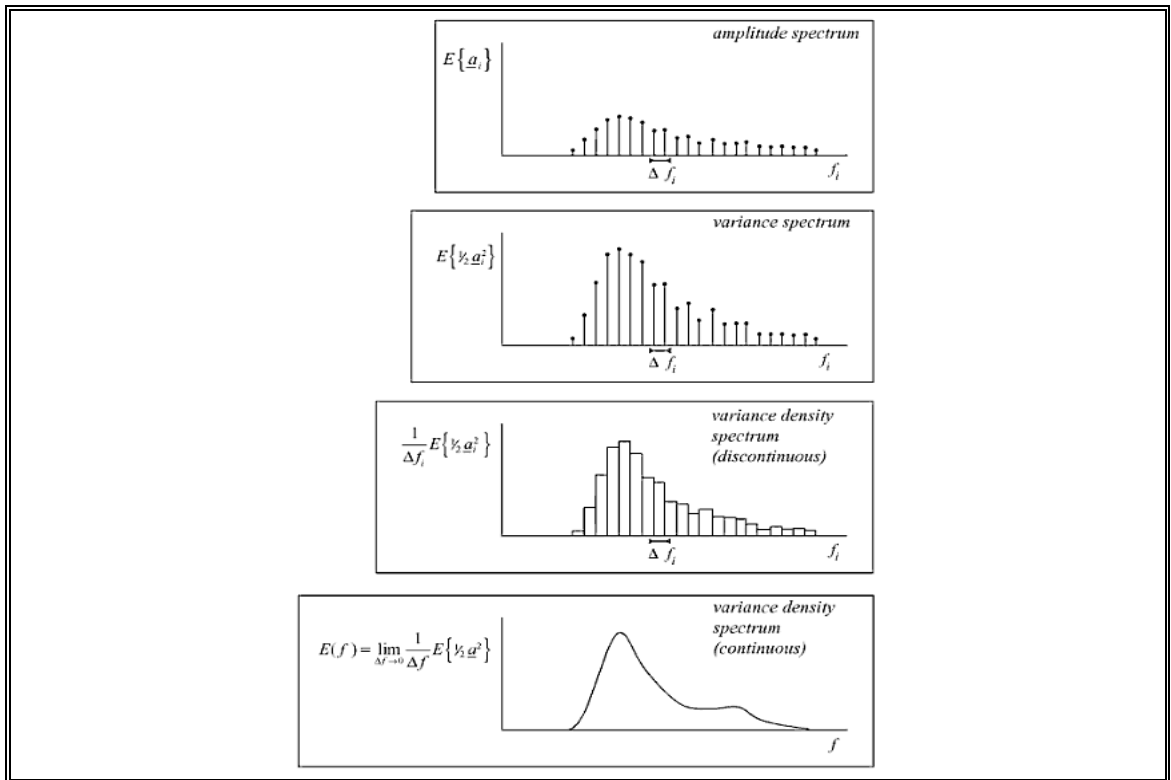 amplitude spectrum
E{a_i}
Δ f_i
f_i
variance spectrum
E{½ a_i²}
Δ f_i
f_i
variance density
spectrum
(discontinuous)
1/Δf_i E{½ a_i²}
Δ f_i
f_i
variance density
spectrum
(continuous)
E(f) = lim Δf→0 1/Δf E{½ a²}
f